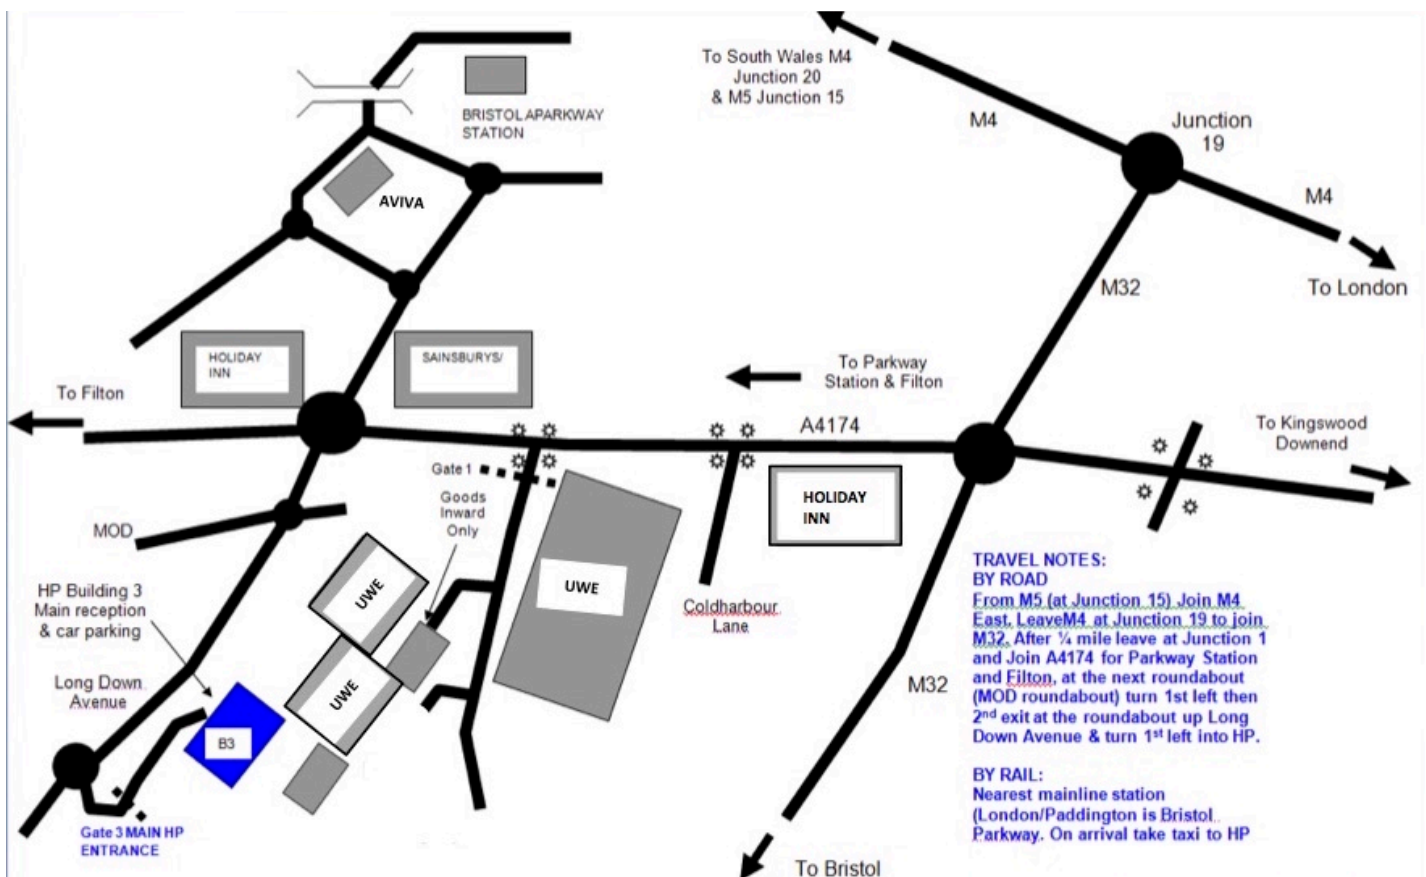 To South Wales M4
Junction 20
& M5 Junction 15
M4
Junction
19
M4
To London
M32
BRISTOL APARKWAY
STATION
AVIVA
HOLIDAY
INN
SAINSBURYS/
To Filton
To Parkway
Station & Filton
A4174
To Kingswood
Downend
Gate 1
Goods
Inward
Only
MOD
UWE
UWE
UWE
HOLIDAY
INN
Coldharbour
Lane
HP Building 3
Main reception
& car parking
Long Down
Avenue
B3
Gate 3 MAIN HP
ENTRANCE
M32
To Bristol
TRAVEL NOTES:
BY ROAD
From M5 (at Junction 15) Join M4
East, LeaveM4 at Junction 19 to join
M32. After ¼ mile leave at Junction 1
and Join A4174 for Parkway Station
and Filton, at the next roundabout
(MOD roundabout) turn 1st left then
2nd exit at the roundabout up Long
Down Avenue & turn 1st left into HP.
BY RAIL:
Nearest mainline station
(London/Paddington is Bristol
Parkway. On arrival take taxi to HP